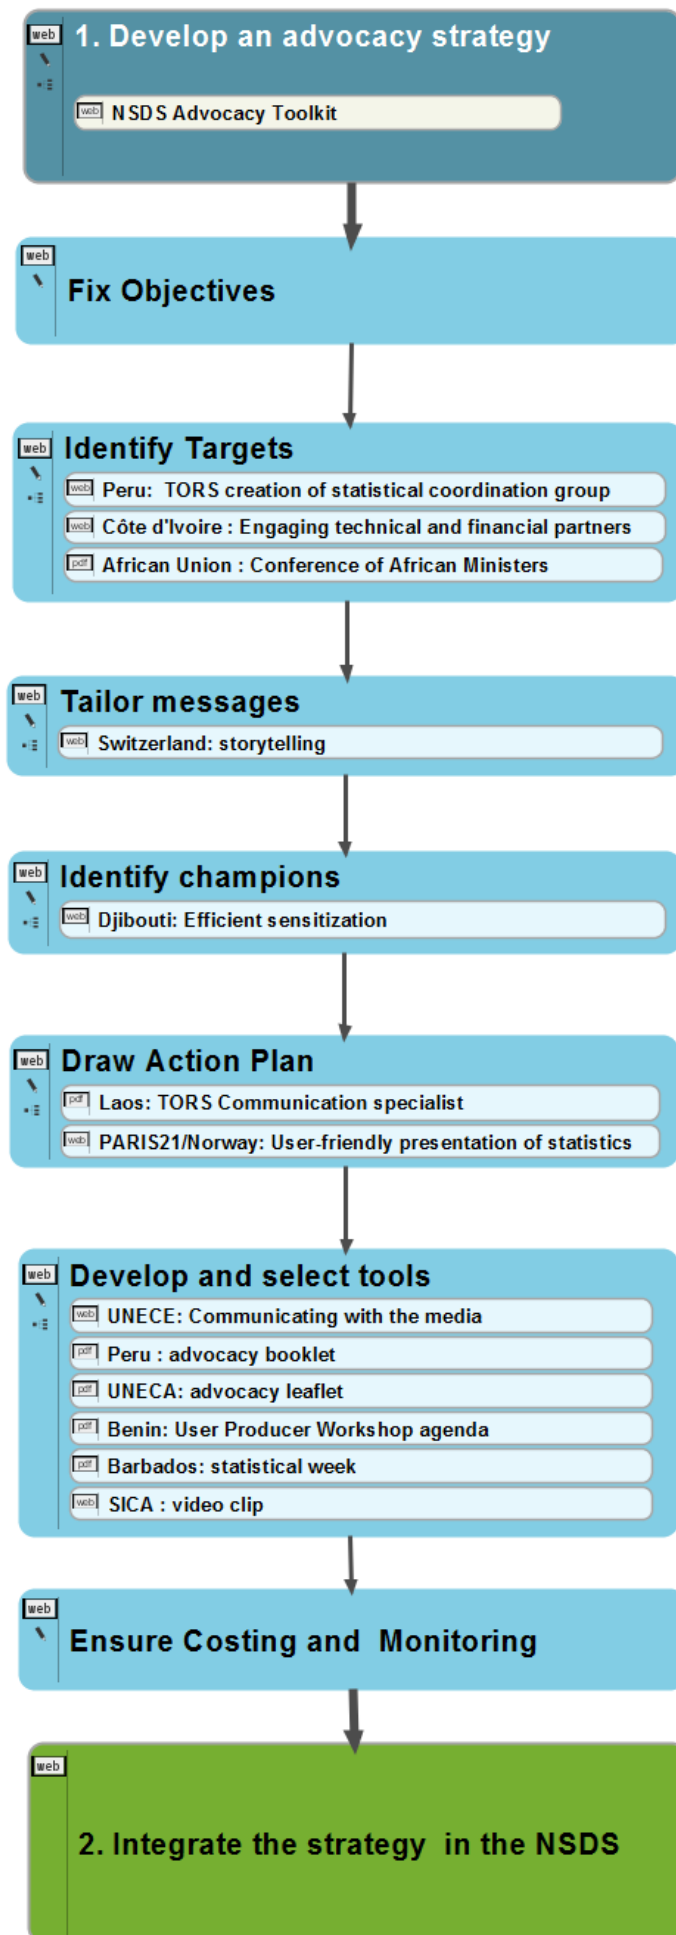 web
1. Develop an advocacy strategy
web NSDS Advocacy Toolkit
web
Fix Objectives
web
Identify Targets
web Peru: TORS creation of statistical coordination group
web Côte d'Ivoire : Engaging technical and financial partners
pdf African Union : Conference of African Ministers
web
Tailor messages
web Switzerland: storytelling
web
Identify champions
web Djibouti: Efficient sensitization
web
Draw Action Plan
pdf Laos: TORS Communication specialist
web PARIS21/Norway: User-friendly presentation of statistics
web
Develop and select tools
web UNECE: Communicating with the media
pdf Peru : advocacy booklet
pdf UNECA: advocacy leaflet
pdf Benin: User Producer Workshop agenda
pdf Barbados: statistical week
web SICA : video clip
web
Ensure Costing and Monitoring
web
2. Integrate the strategy in the NSDS